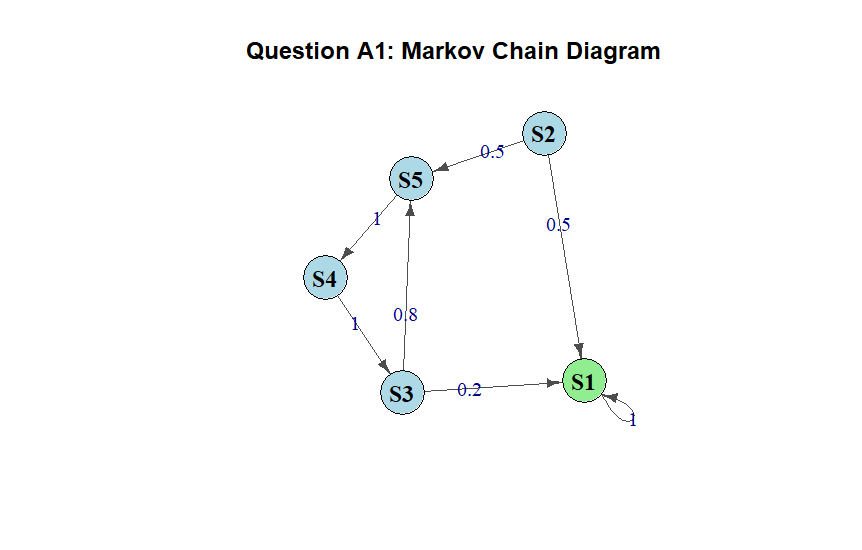 Question A1: Markov Chain Diagram
S2
0.5
S5
1
0.5
S4
1
0.8
S3
0.2
S1
1